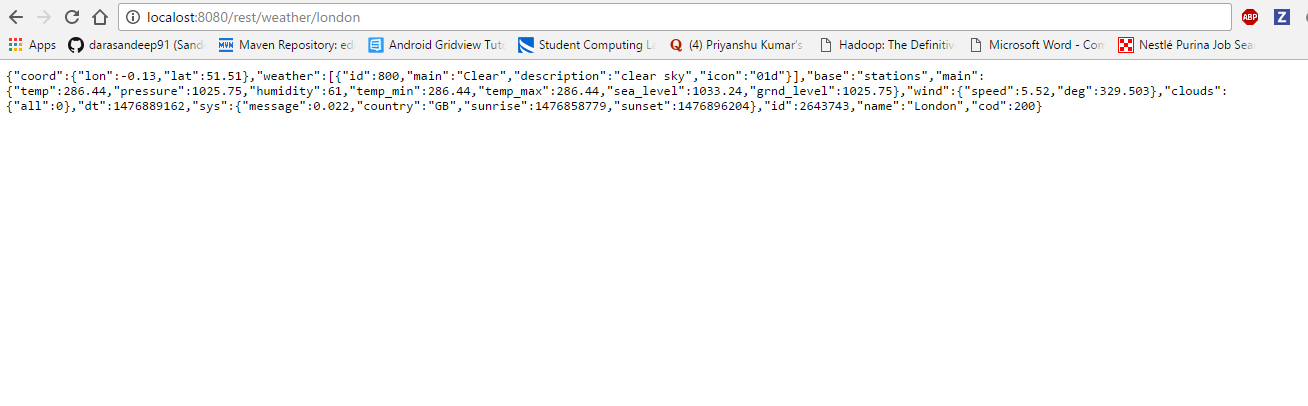 localost:8080/rest/weather/london
ABP Z
Apps darasandeep91 (Sand MVN Maven Repository: ed Android Gridview Tut Student Computing La Q (4) Priyanshu Kumar's Hadoop: The Definitiv Microsoft Word - Com Nestlé Purina Job Sea
{"coord":{"lon":-0.13,"lat":51.51},"weather":[{"id":800,"main":"Clear","description":"clear sky","icon":"01d"}],"base":"stations","main":
{"temp":286.44,"pressure":1025.75,"humidity":61,"temp_min":286.44,"temp_max":286.44,"sea_level":1033.24,"grnd_level":1025.75},"wind":{"speed":5.52,"deg":329.503},"clouds":
{"all":0},"dt":1476889162,"sys":{"message":0.022,"country":"GB","sunrise":1476858779,"sunset":1476896204},"id":2643743,"name":"London","cod":200}